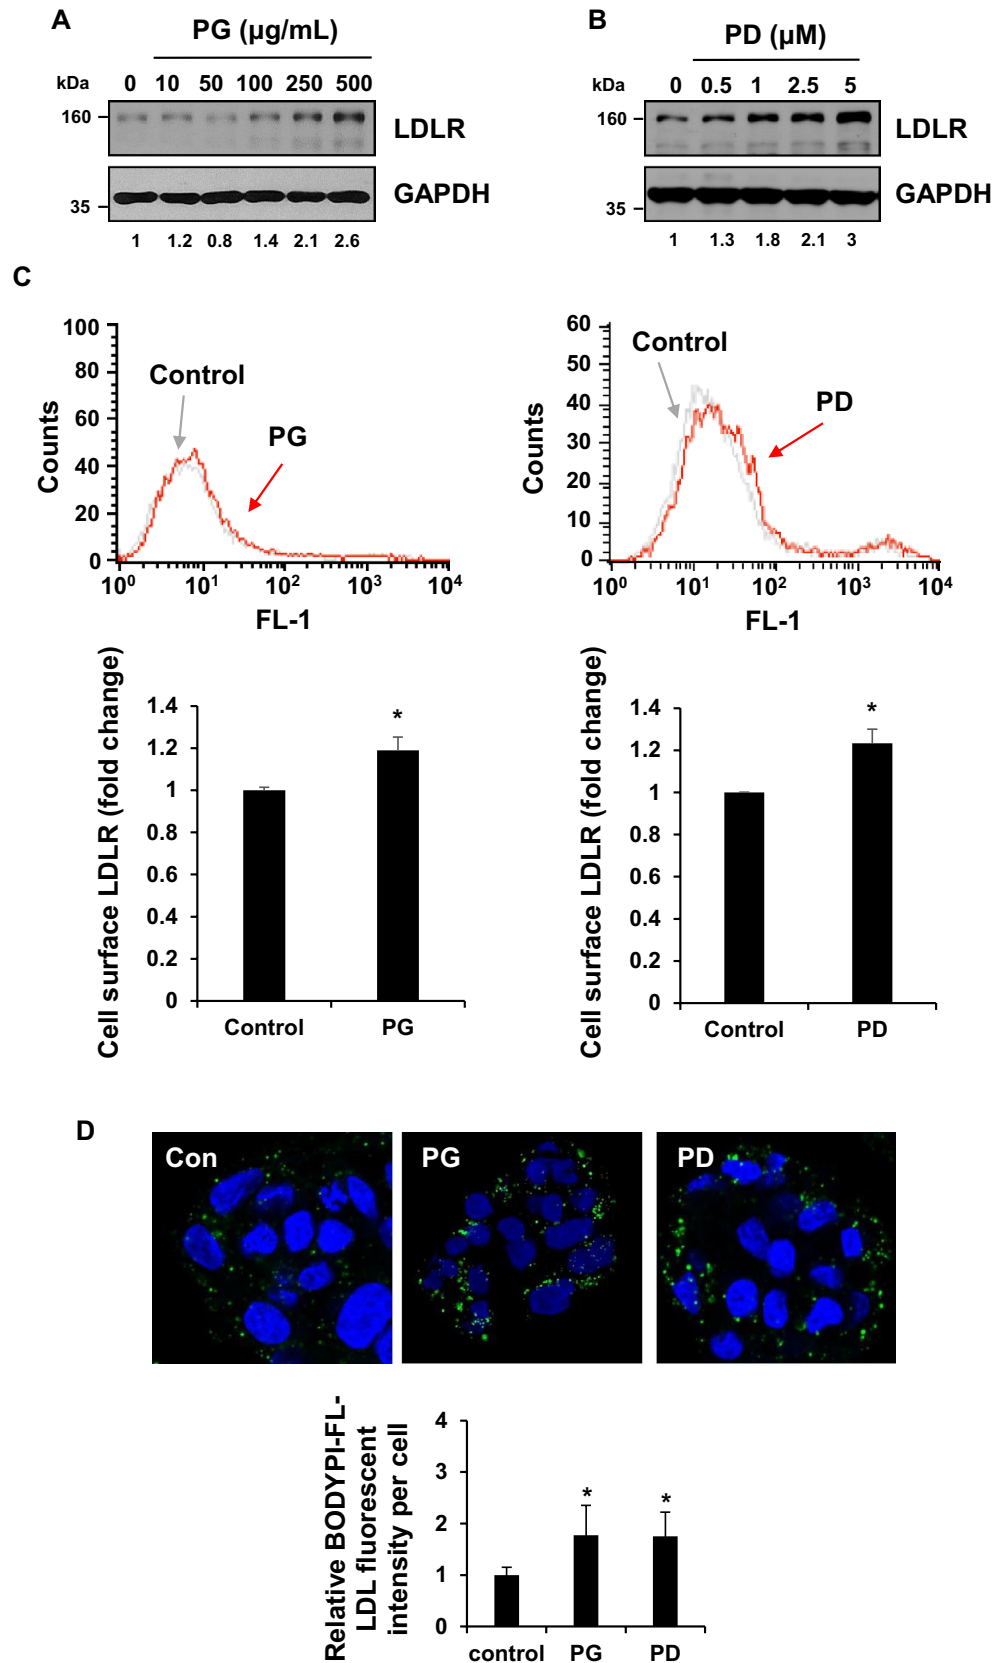 A
PG (µg/mL)
kDa 0 10 50 100 250 500
160
LDLR
GAPDH
35
1 1.2 0.8 1.4 2.1 2.6
B
PD (µM)
kDa 0 0.5 1 2.5 5
160
LDLR
GAPDH
35
1 1.3 1.8 2.1 3
C
100
80
60
40
20
0
Counts
Control
PG
10⁰ 10¹ 10² 10³ 10⁴
FL-1
60
50
40
30
20
10
0
Counts
Control
PD
10⁰ 10¹ 10² 10³ 10⁴
FL-1
Cell surface LDLR (fold change)
1.4
1.2
1
0.8
0.6
0.4
0.2
0
*
Control PG
Cell surface LDLR (fold change)
1.4
1.2
1
0.8
0.6
0.4
0.2
0
*
Control PD
D
Con
PG
PD
Relative BODYPI-FL-
LDL fluorescent
intensity per cell
4
3
2
1
0
* *
control PG PD